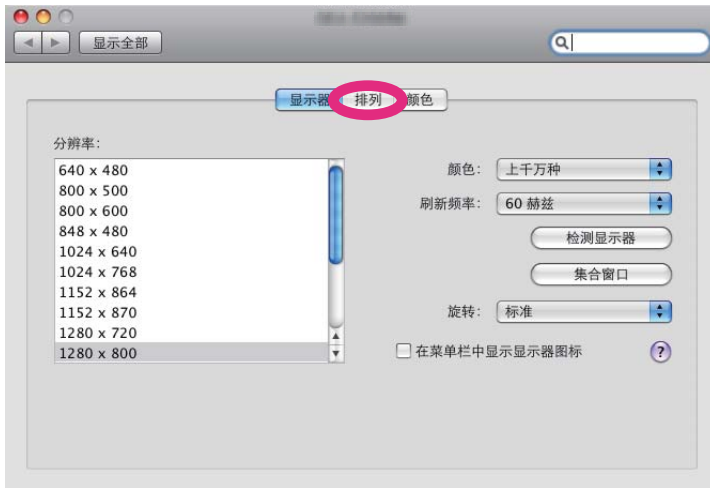 显示全部
显示器 排列 颜色
分辨率:
640 x 480
800 x 500
800 x 600
848 x 480
1024 x 640
1024 x 768
1152 x 864
1152 x 870
1280 x 720
1280 x 800
颜色: 上千万种
刷新频率: 60 赫兹
检测显示器
集合窗口
旋转: 标准
在菜单栏中显示显示器图标 ?